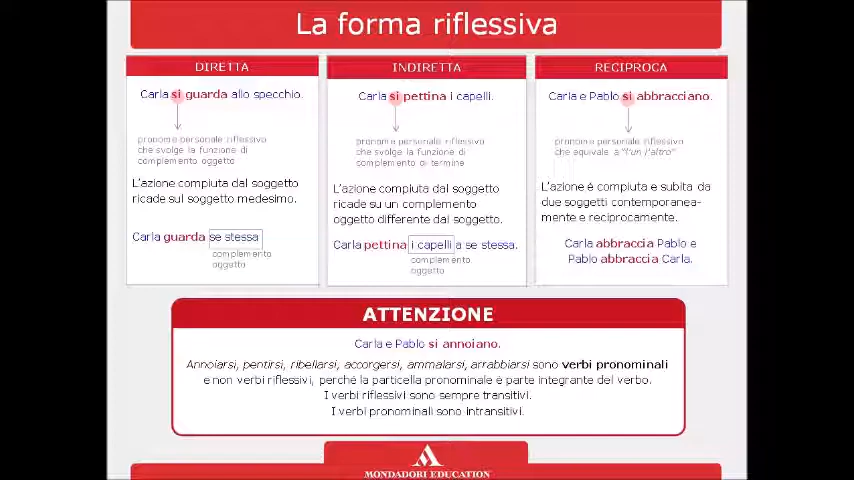 La forma riflessiva
DIRETTA
Carla si guarda allo specchio.
pronome personale riflessivo
che svolge la funzione di
complemento oggetto
L'azione compiuta dal soggetto
ricade sul soggetto medesimo.
Carla guarda se stessa
complemento
oggetto
INDIRETTA
Carla si pettina i capelli.
pronome personale riflessivo
che svolge la funzione di
complemento di termine
L'azione compiuta dal soggetto
ricade su un complemento
oggetto differente dal soggetto.
Carla pettina i capelli a se stessa.
complemento
oggetto
RECIPROCA
Carla e Pablo si abbracciano.
pronome personale riflessivo
che equivale a "l'un l'altro"
L'azione è compiuta e subita da
due soggetti contemporanea-
mente e reciprocamente.
Carla abbraccia Pablo e
Pablo abbraccia Carla.
ATTENZIONE
Carla e Pablo si annoiano.
Annoiarsi, pentirsi, ribellarsi, accorgersi, ammalarsi, arrabbiarsi sono verbi pronominali
e non verbi riflessivi, perché la particella pronominale è parte integrante del verbo.
I verbi riflessivi sono sempre transitivi.
I verbi pronominali sono intransitivi.
MONDADORI EDUCATION